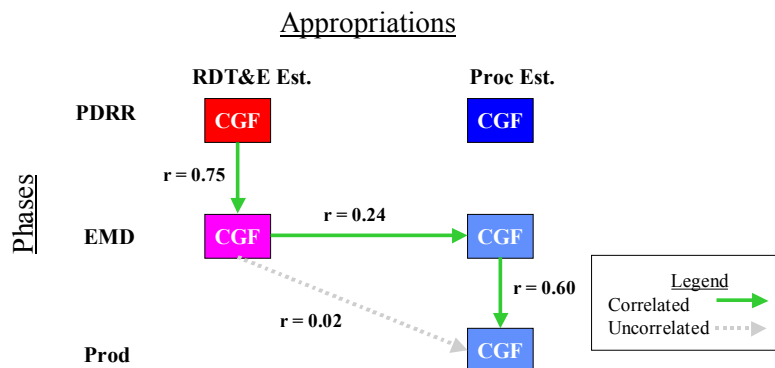 Appropriations
RDT&E Est. Proc Est.
PDRR CGF CGF
r = 0.75
Phases
EMD CGF r = 0.24 CGF
r = 0.60
r = 0.02
Prod CGF
Legend
Correlated
Uncorrelated